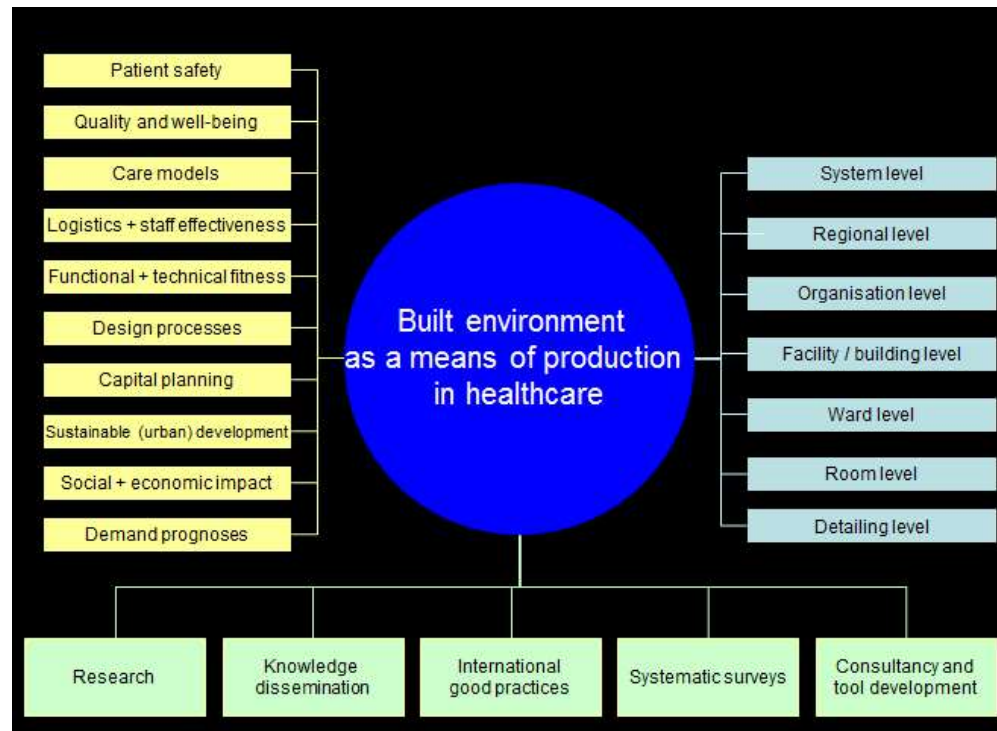 Patient safety
Quality and well-being
Care models
Logistics + staff effectiveness
Functional + technical fitness
Design processes
Capital planning
Sustainable (urban) development
Social + economic impact
Demand prognoses
Built environment
as a means of production
in healthcare
System level
Regional level
Organisation level
Facility / building level
Ward level
Room level
Detailing level
Research
Knowledge
dissemination
International
good practices
Systematic surveys
Consultancy and
tool development